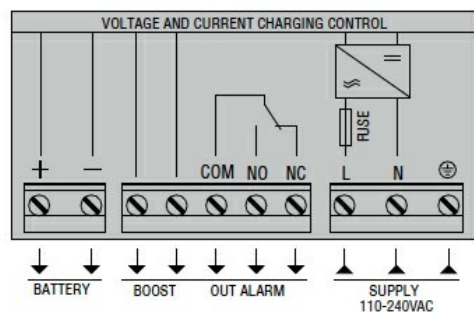 VOLTAGE AND CURRENT CHARGING CONTROL
FUSE
+ − COM NO NC L N
BATTERY BOOST OUT ALARM SUPPLY
110-240VAC